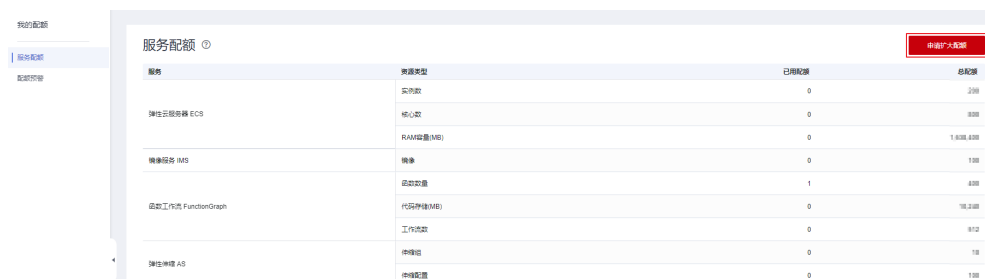 我的配额
服务配额
配额预警
服务配额
申请扩大配额
服务 资源类型 已用配额 总配额
弹性云服务器 ECS
实例数 0
核心数 0
RAM容量(MB) 0
镜像服务 IMS 镜像 0
函数工作流 FunctionGraph
函数数量 1
代码存储(MB) 0
工作流数 0
弹性伸缩 AS
伸缩组 0
伸缩配置 0